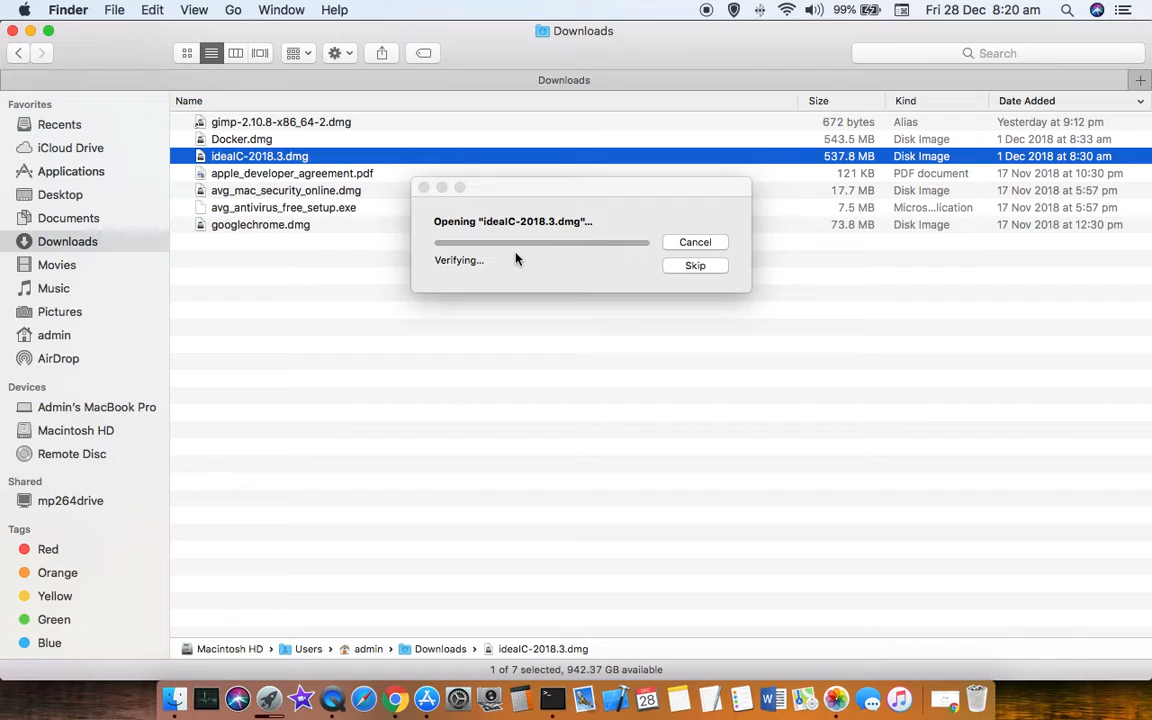 Finder File Edit View Go Window Help 99% Fri 28 Dec 8:20 am
Downloads
Search
Downloads
Favorites
Recents
iCloud Drive
Applications
Desktop
Documents
Downloads
Movies
Music
Pictures
admin
AirDrop
Devices
Admin's MacBook Pro
Macintosh HD
Remote Disc
Shared
mp264drive
Tags
Red
Orange
Yellow
Green
Blue
Name Size Kind Date Added
gimp-2.10.8-x86_64-2.dmg 672 bytes Alias Yesterday at 9:12 pm
Docker.dmg 543.5 MB Disk Image 1 Dec 2018 at 8:33 am
ideaIC-2018.3.dmg 537.8 MB Disk Image 1 Dec 2018 at 8:30 am
apple_developer_agreement.pdf 121 KB PDF document 17 Nov 2018 at 10:30 pm
avg_mac_security_online.dmg 17.7 MB Disk Image 17 Nov 2018 at 5:57 pm
avg_antivirus_free_setup.exe 7.5 MB Micros...lication 17 Nov 2018 at 5:57 pm
googlechrome.dmg 73.8 MB Disk Image 17 Nov 2018 at 12:30 pm
Opening "ideaIC-2018.3.dmg"...
Cancel
Verifying...
Skip
Macintosh HD › Users › admin › Downloads › ideaIC-2018.3.dmg
1 of 7 selected, 942.37 GB available
28